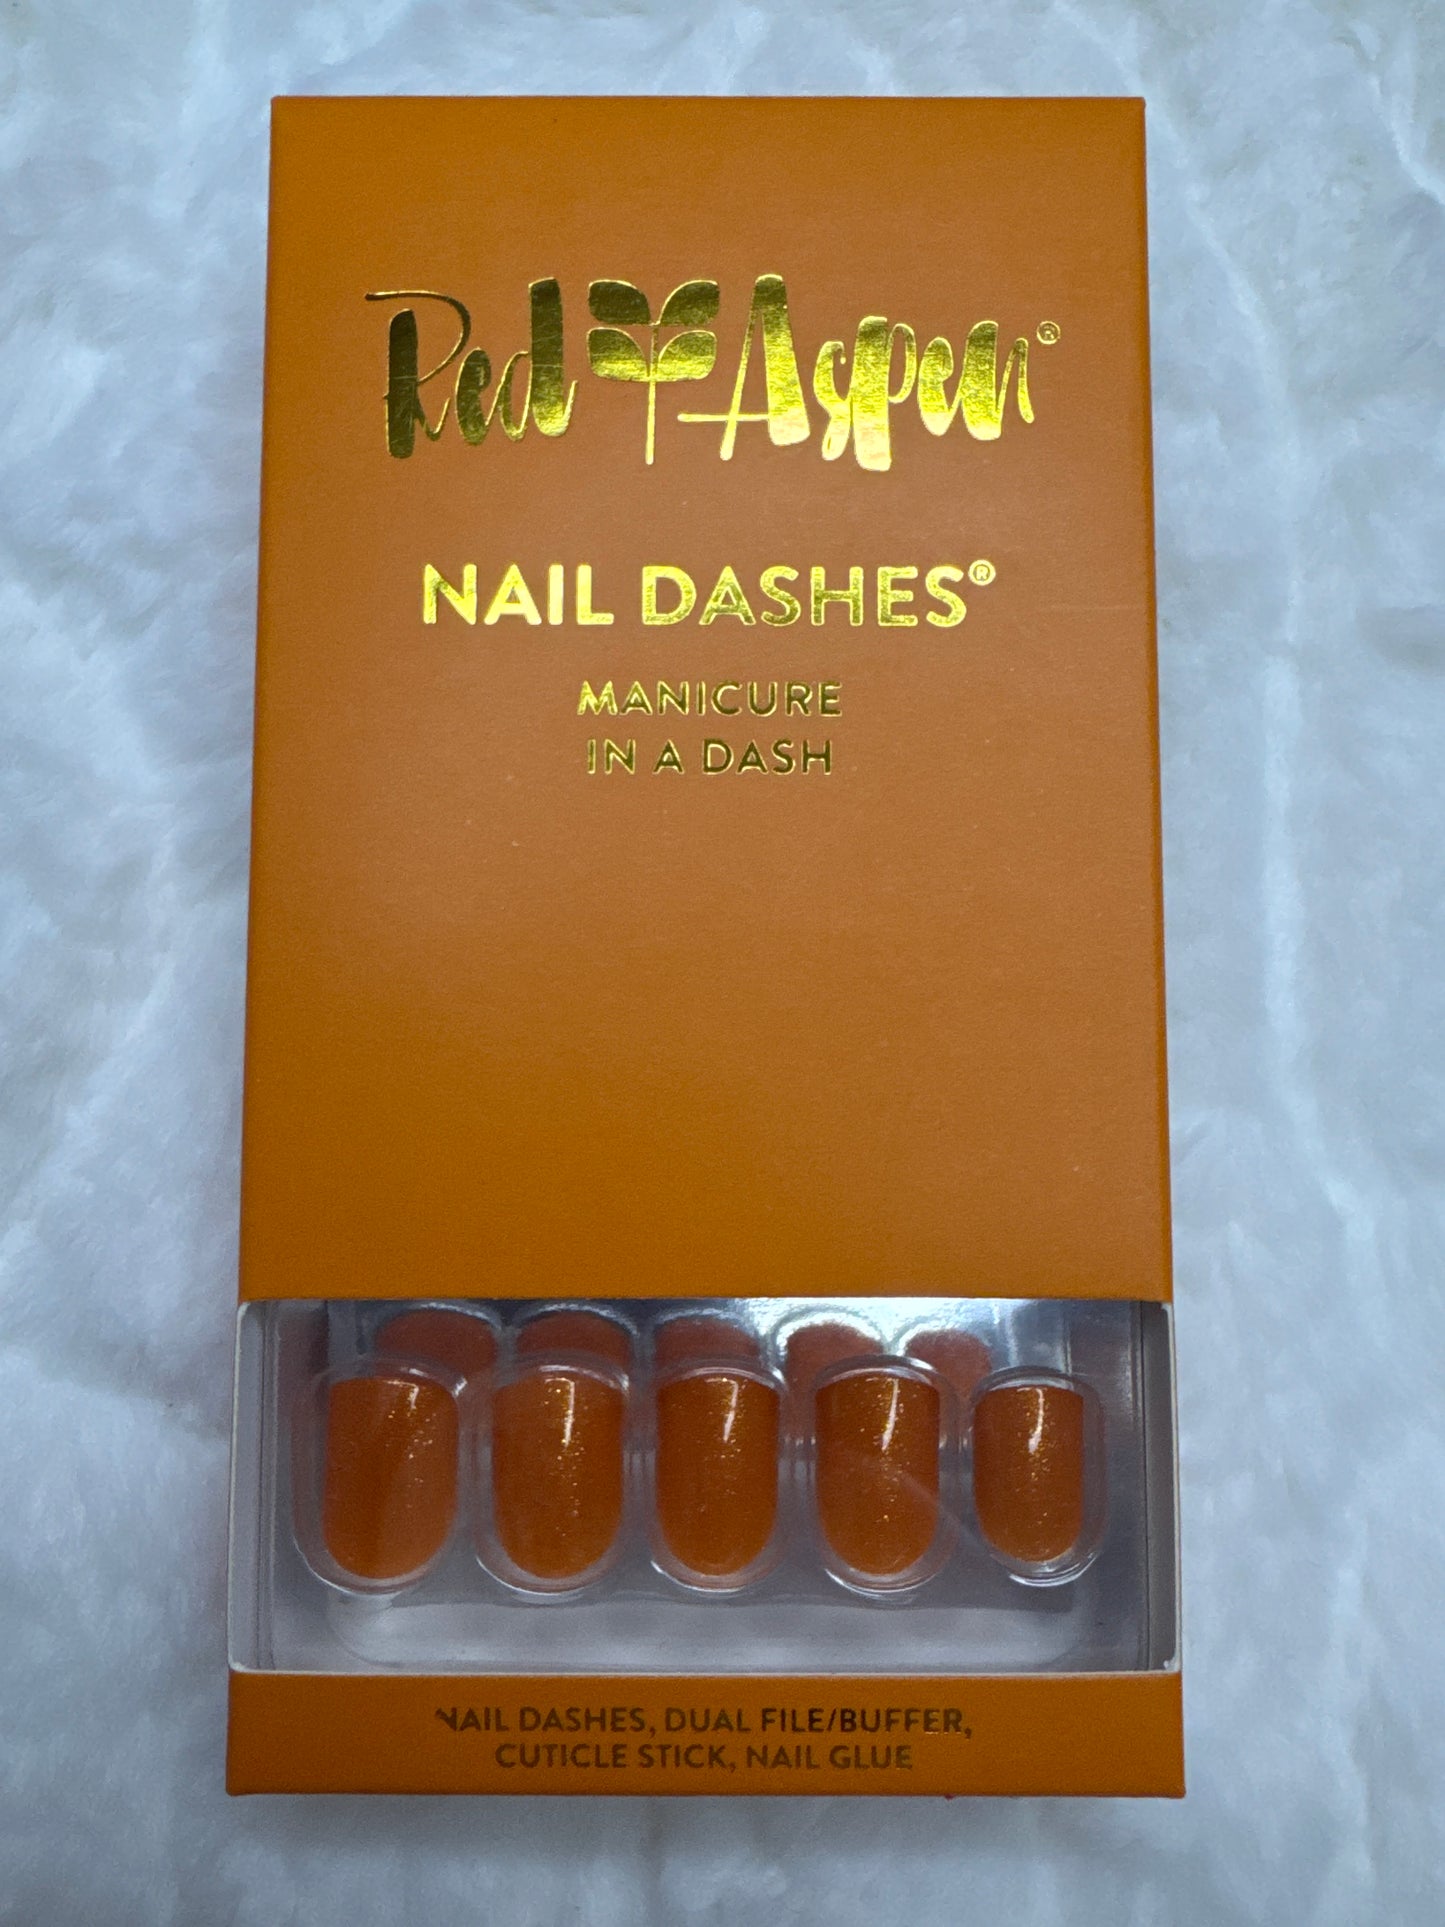 Red Aspen®
NAIL DASHES®
MANICURE
IN A DASH
NAIL DASHES, DUAL FILE/BUFFER,
CUTICLE STICK, NAIL GLUE